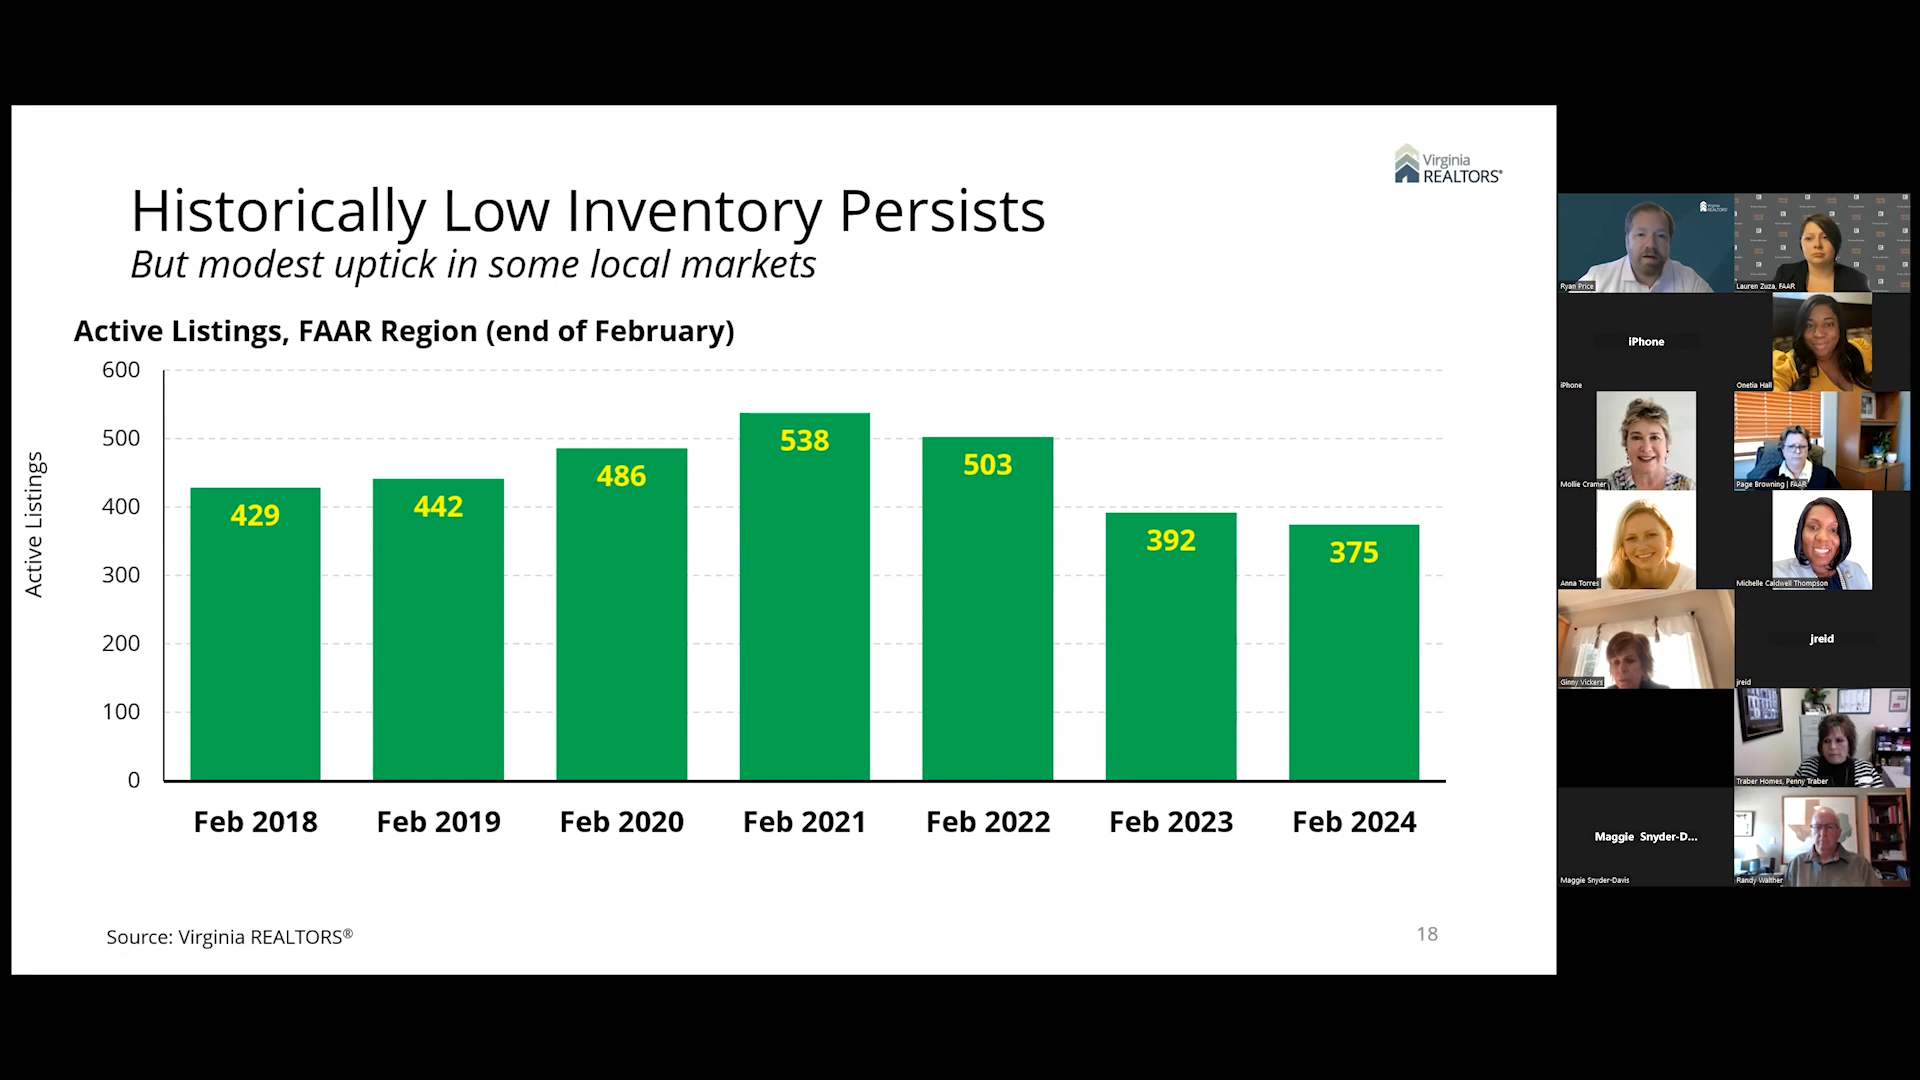 Virginia
REALTORS®
Historically Low Inventory Persists
But modest uptick in some local markets
Active Listings, FAAR Region (end of February)
Active Listings
600
500
400
300
200
100
0
429
442
486
538
503
392
375
Feb 2018
Feb 2019
Feb 2020
Feb 2021
Feb 2022
Feb 2023
Feb 2024
Source: Virginia REALTORS®
18
Ryan Price
Lauren Zuza, FAAR
iPhone
iPhone
Onetia Hall
Mollie Cramer
Page Browning | FAAR
Anna Torres
Michelle Caldwell Thompson
Ginny Vickers
jreid
jreid
Traber Homes, Penny Traber
Maggie Snyder-D...
Maggie Snyder-Davis
Randy Walther